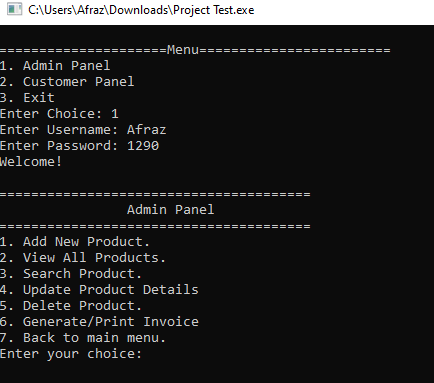 C:\Users\Afraz\Downloads\Project Test.exe
=====================Menu========================
1. Admin Panel
2. Customer Panel
3. Exit
Enter Choice: 1
Enter Username: Afraz
Enter Password: 1290
Welcome!
=======================================
Admin Panel
=======================================
1. Add New Product.
2. View All Products.
3. Search Product.
4. Update Product Details
5. Delete Product.
6. Generate/Print Invoice
7. Back to main menu.
Enter your choice: